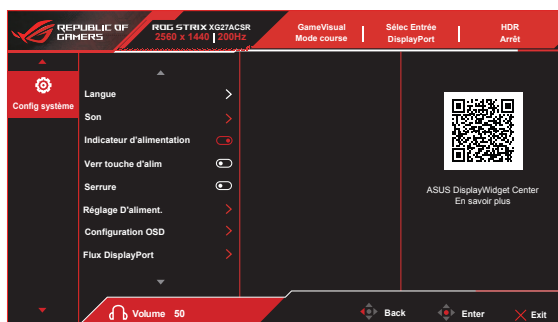 REPUBLIC OF
GAMERS
ROG STRIX XG27ACSR
2560 x 1440 | 200Hz
GameVisual
Mode course
Sélec Entrée
DisplayPort
HDR
Arrêt
Config système
Langue
Son
Indicateur d'alimentation
Verr touche d'alim
Serrure
Réglage D'aliment.
Configuration OSD
Flux DisplayPort
ASUS DisplayWidget Center
En savoir plus
Volume 50
Back
Enter
Exit